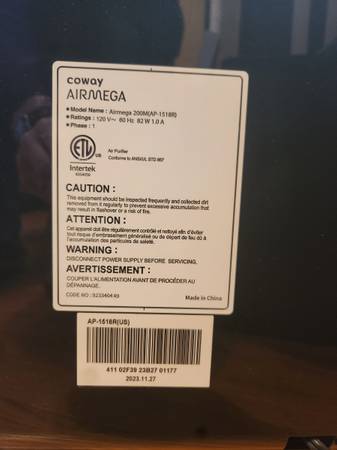 coway
AIRMEGA
• Model Name : Airmega 200M(AP-1518R)
• Ratings : 120 V~ 60 Hz 82 W 1.0 A
• Phase : 1
ETL
US
Intertek
Air Purifier
Conforms to ANSI/UL STD.867
CAUTION :
This equipment should be inspected frequently and collected dirt
removed from it regularly to prevent excessive accumulation that
may result in flashover or a risk of fire.
ATTENTION :
Cet appareil doit être régulièrement contrôlé et nettoyé afin d'éviter
tout risque d'embrasement généralisé ou de départ de feu dû à
l'accumulation des particules de saleté.
WARNING :
DISCONNECT POWER SUPPLY BEFORE SERVICING.
AVERTISSEMENT :
COUPER L'ALIMENTATION AVANT DE PROCÉDER AU
DÉPANNAGE.
CODE NO : 5233404
Made in China
AP-1518R(US)
411 02F39 23B27 01177
2023.11.27